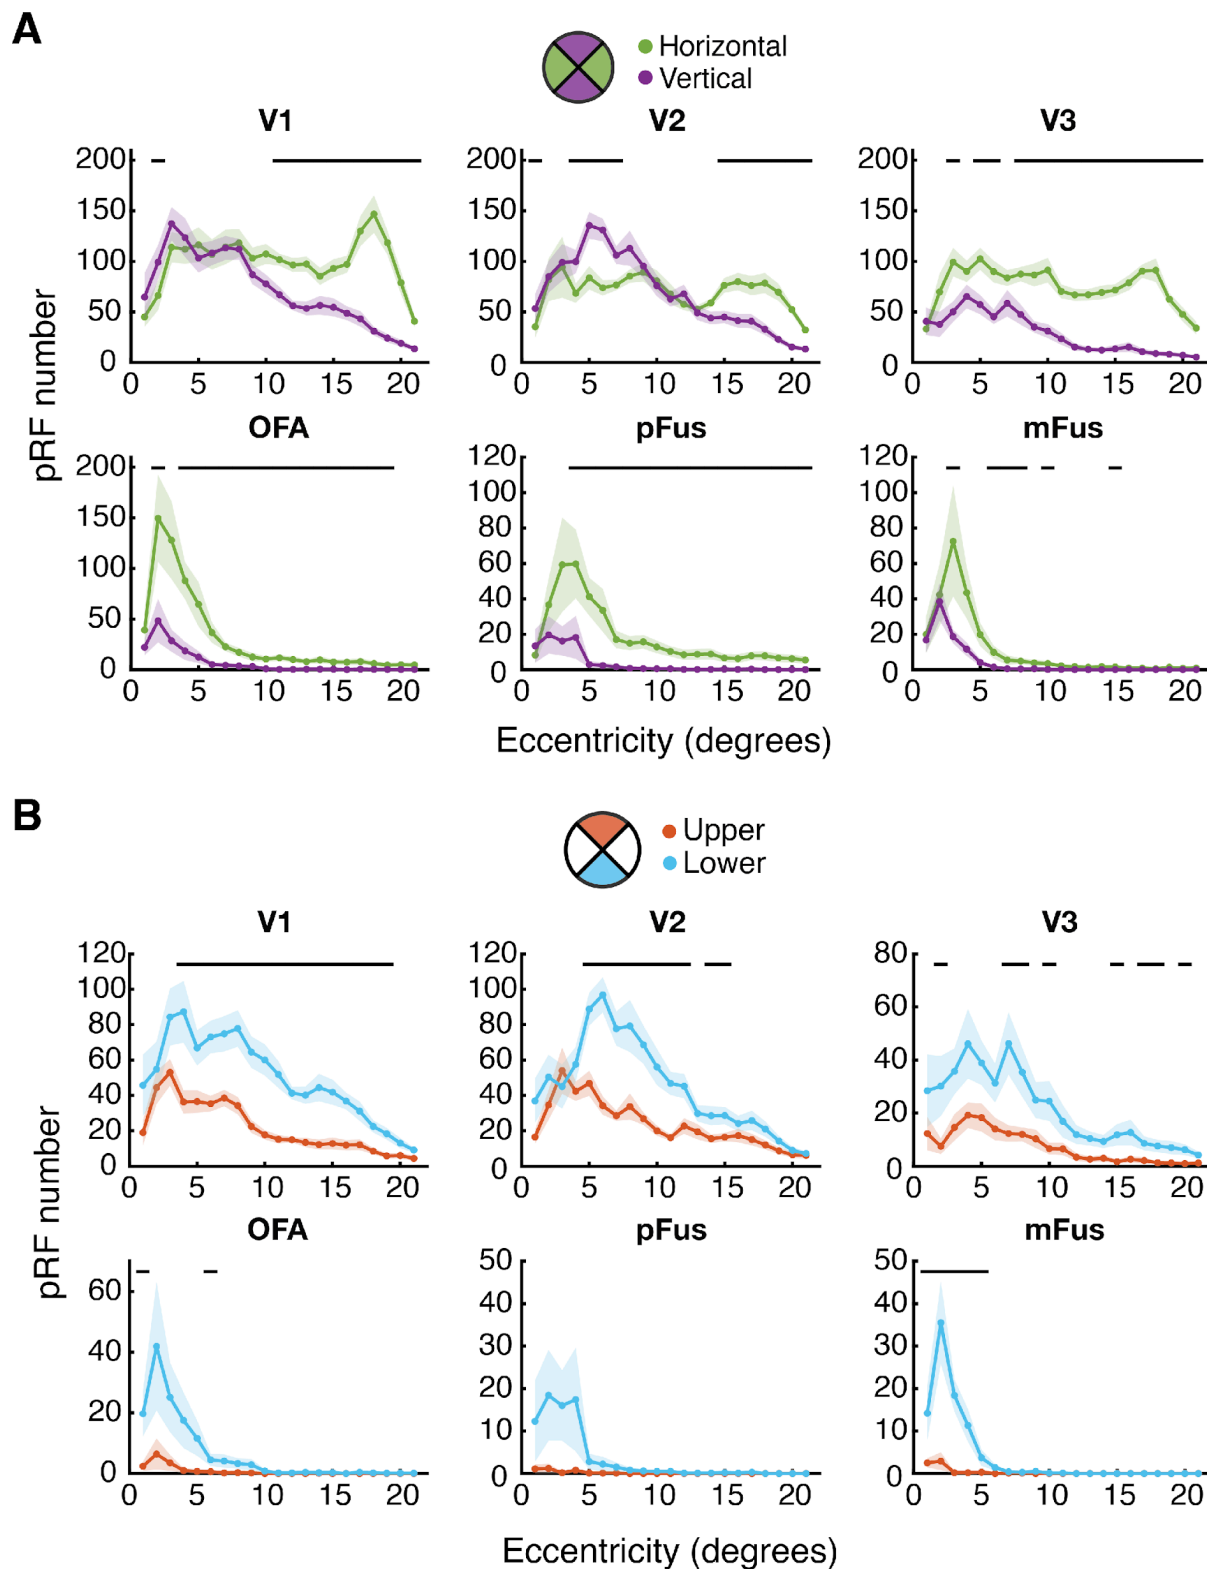 A
Horizontal
Vertical
V1 V2 V3
200 200 200
150 150 150
100 100 100
50 50 50
0 0 0
0 5 10 15 20 0 5 10 15 20 0 5 10 15 20
pRF number
OFA pFus mFus
200 120 120
150 100 100
100 80 80
50 60 60
0 40 40
20 20
0 0
0 5 10 15 20 0 5 10 15 20 0 5 10 15 20
Eccentricity (degrees)
B
Upper
Lower
V1 V2 V3
120 120 80
100 100 60
80 80 40
60 60 20
40 40 0
20 20
0 0
0 5 10 15 20 0 5 10 15 20 0 5 10 15 20
pRF number
OFA pFus mFus
60 50 50
40 40 40
20 30 30
0 20 20
10 10
0 0
0 5 10 15 20 0 5 10 15 20 0 5 10 15 20
Eccentricity (degrees)